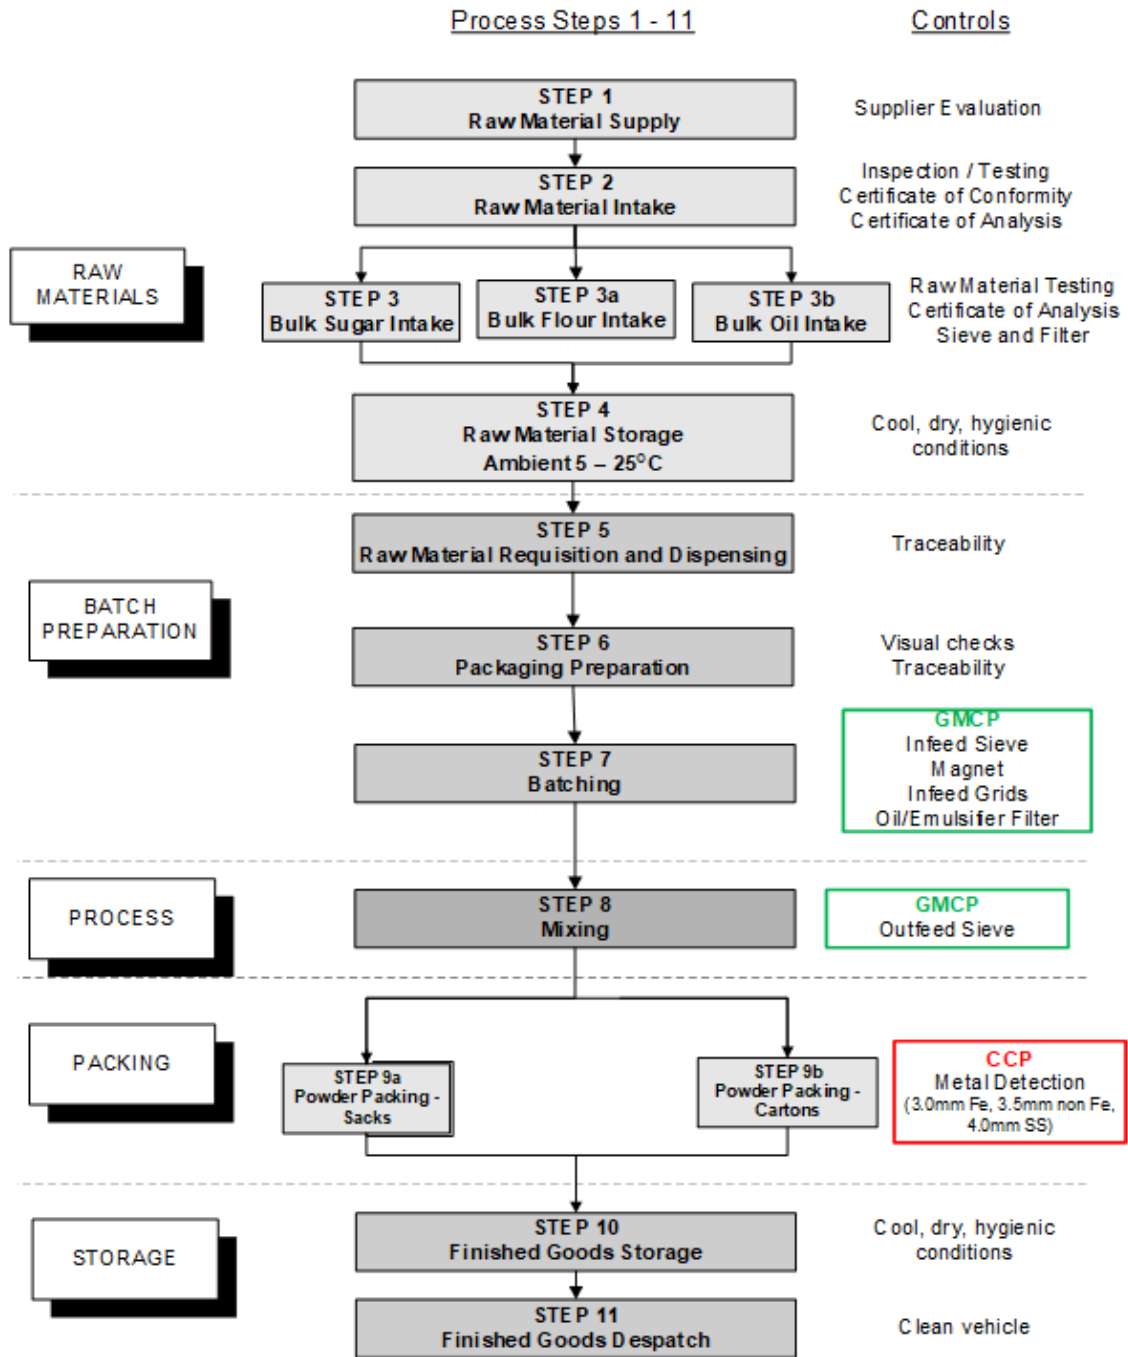 Process Steps 1 - 11
Controls
STEP 1
Raw Material Supply
Supplier Evaluation
STEP 2
Raw Material Intake
Inspection / Testing
Certificate of Conformity
Certificate of Analysis
RAW
MATERIALS
STEP 3
Bulk Sugar Intake
STEP 3a
Bulk Flour Intake
STEP 3b
Bulk Oil Intake
Raw Material Testing
Certificate of Analysis
Sieve and Filter
STEP 4
Raw Material Storage
Ambient 5 – 25°C
Cool, dry, hygienic
conditions
STEP 5
Raw Material Requisition and Dispensing
Traceability
BATCH
PREPARATION
STEP 6
Packaging Preparation
Visual checks
Traceability
STEP 7
Batching
GMCP
Infeed Sieve
Magnet
Infeed Grids
Oil/Emulsifier Filter
PROCESS
STEP 8
Mixing
GMCP
Outfeed Sieve
PACKING
STEP 9a
Powder Packing -
Sacks
STEP 9b
Powder Packing -
Cartons
CCP
Metal Detection
(3.0mm Fe, 3.5mm non Fe,
4.0mm SS)
STORAGE
STEP 10
Finished Goods Storage
Cool, dry, hygienic
conditions
STEP 11
Finished Goods Despatch
Clean vehicle